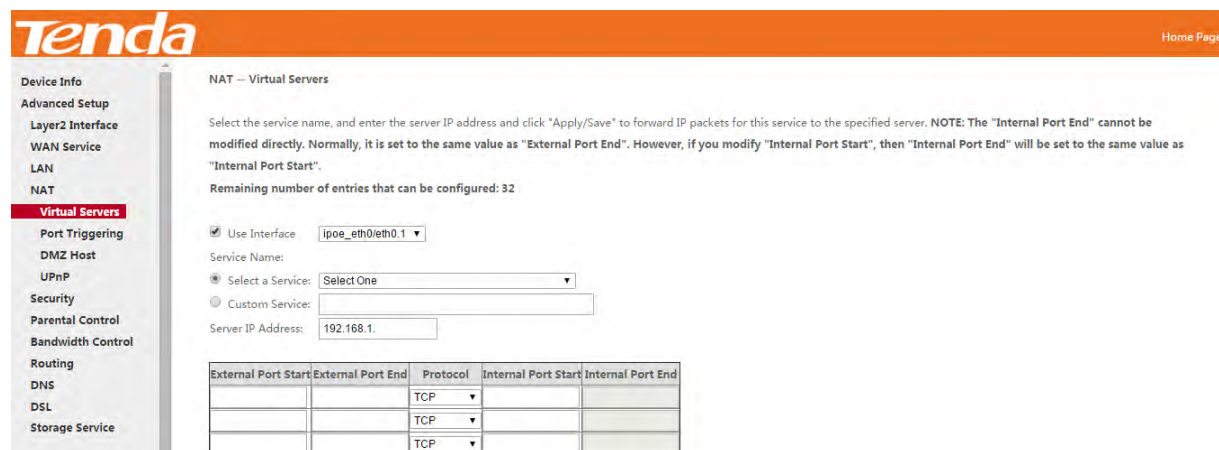 Tenda
Home Page
Device Info
Advanced Setup
Layer2 Interface
WAN Service
LAN
NAT
Virtual Servers
Port Triggering
DMZ Host
UPnP
Security
Parental Control
Bandwidth Control
Routing
DNS
DSL
Storage Service
NAT -- Virtual Servers
Select the service name, and enter the server IP address and click "Apply/Save" to forward IP packets for this service to the specified server. NOTE: The "Internal Port End" cannot be
modified directly. Normally, it is set to the same value as "External Port End". However, if you modify "Internal Port Start", then "Internal Port End" will be set to the same value as
"Internal Port Start".
Remaining number of entries that can be configured: 32
Use Interface ipoe_eth0/eth0.1
Service Name:
Select a Service: Select One
Custom Service:
Server IP Address: 192.168.1.
External Port Start External Port End Protocol Internal Port Start Internal Port End
TCP
TCP
TCP